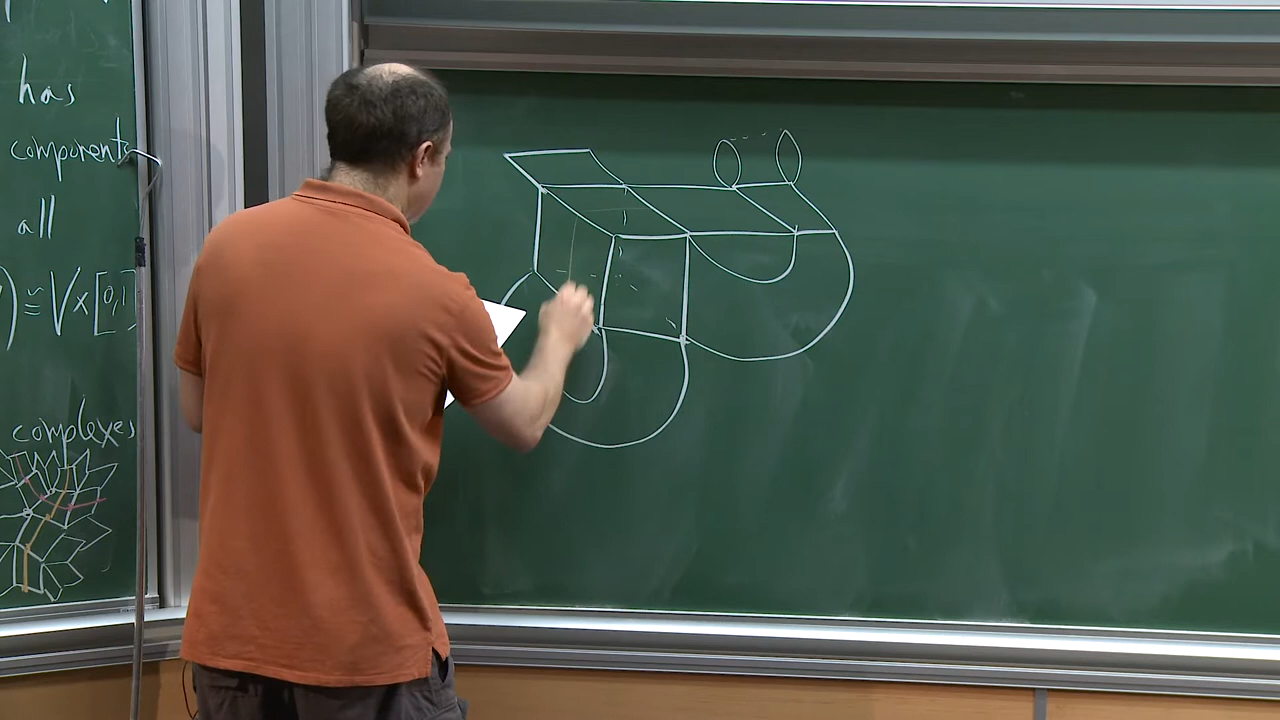 has
components
all
) ≅ V×[0,1]
complexes